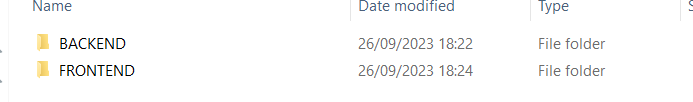 Name Date modified Type
BACKEND 26/09/2023 18:22 File folder
FRONTEND 26/09/2023 18:24 File folder